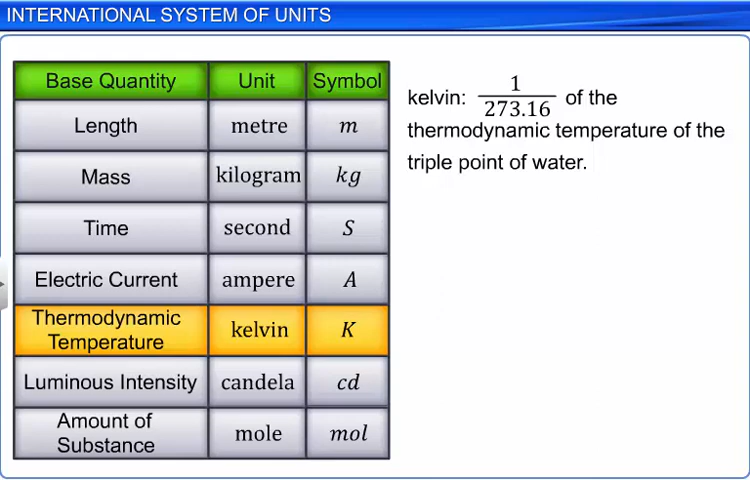 INTERNATIONAL SYSTEM OF UNITS
Base Quantity Unit Symbol
Length metre m
Mass kilogram kg
Time second S
Electric Current ampere A
Thermodynamic
Temperature kelvin K
Luminous Intensity candela cd
Amount of
Substance mole mol
kelvin: 1/273.16 of the
thermodynamic temperature of the
triple point of water.